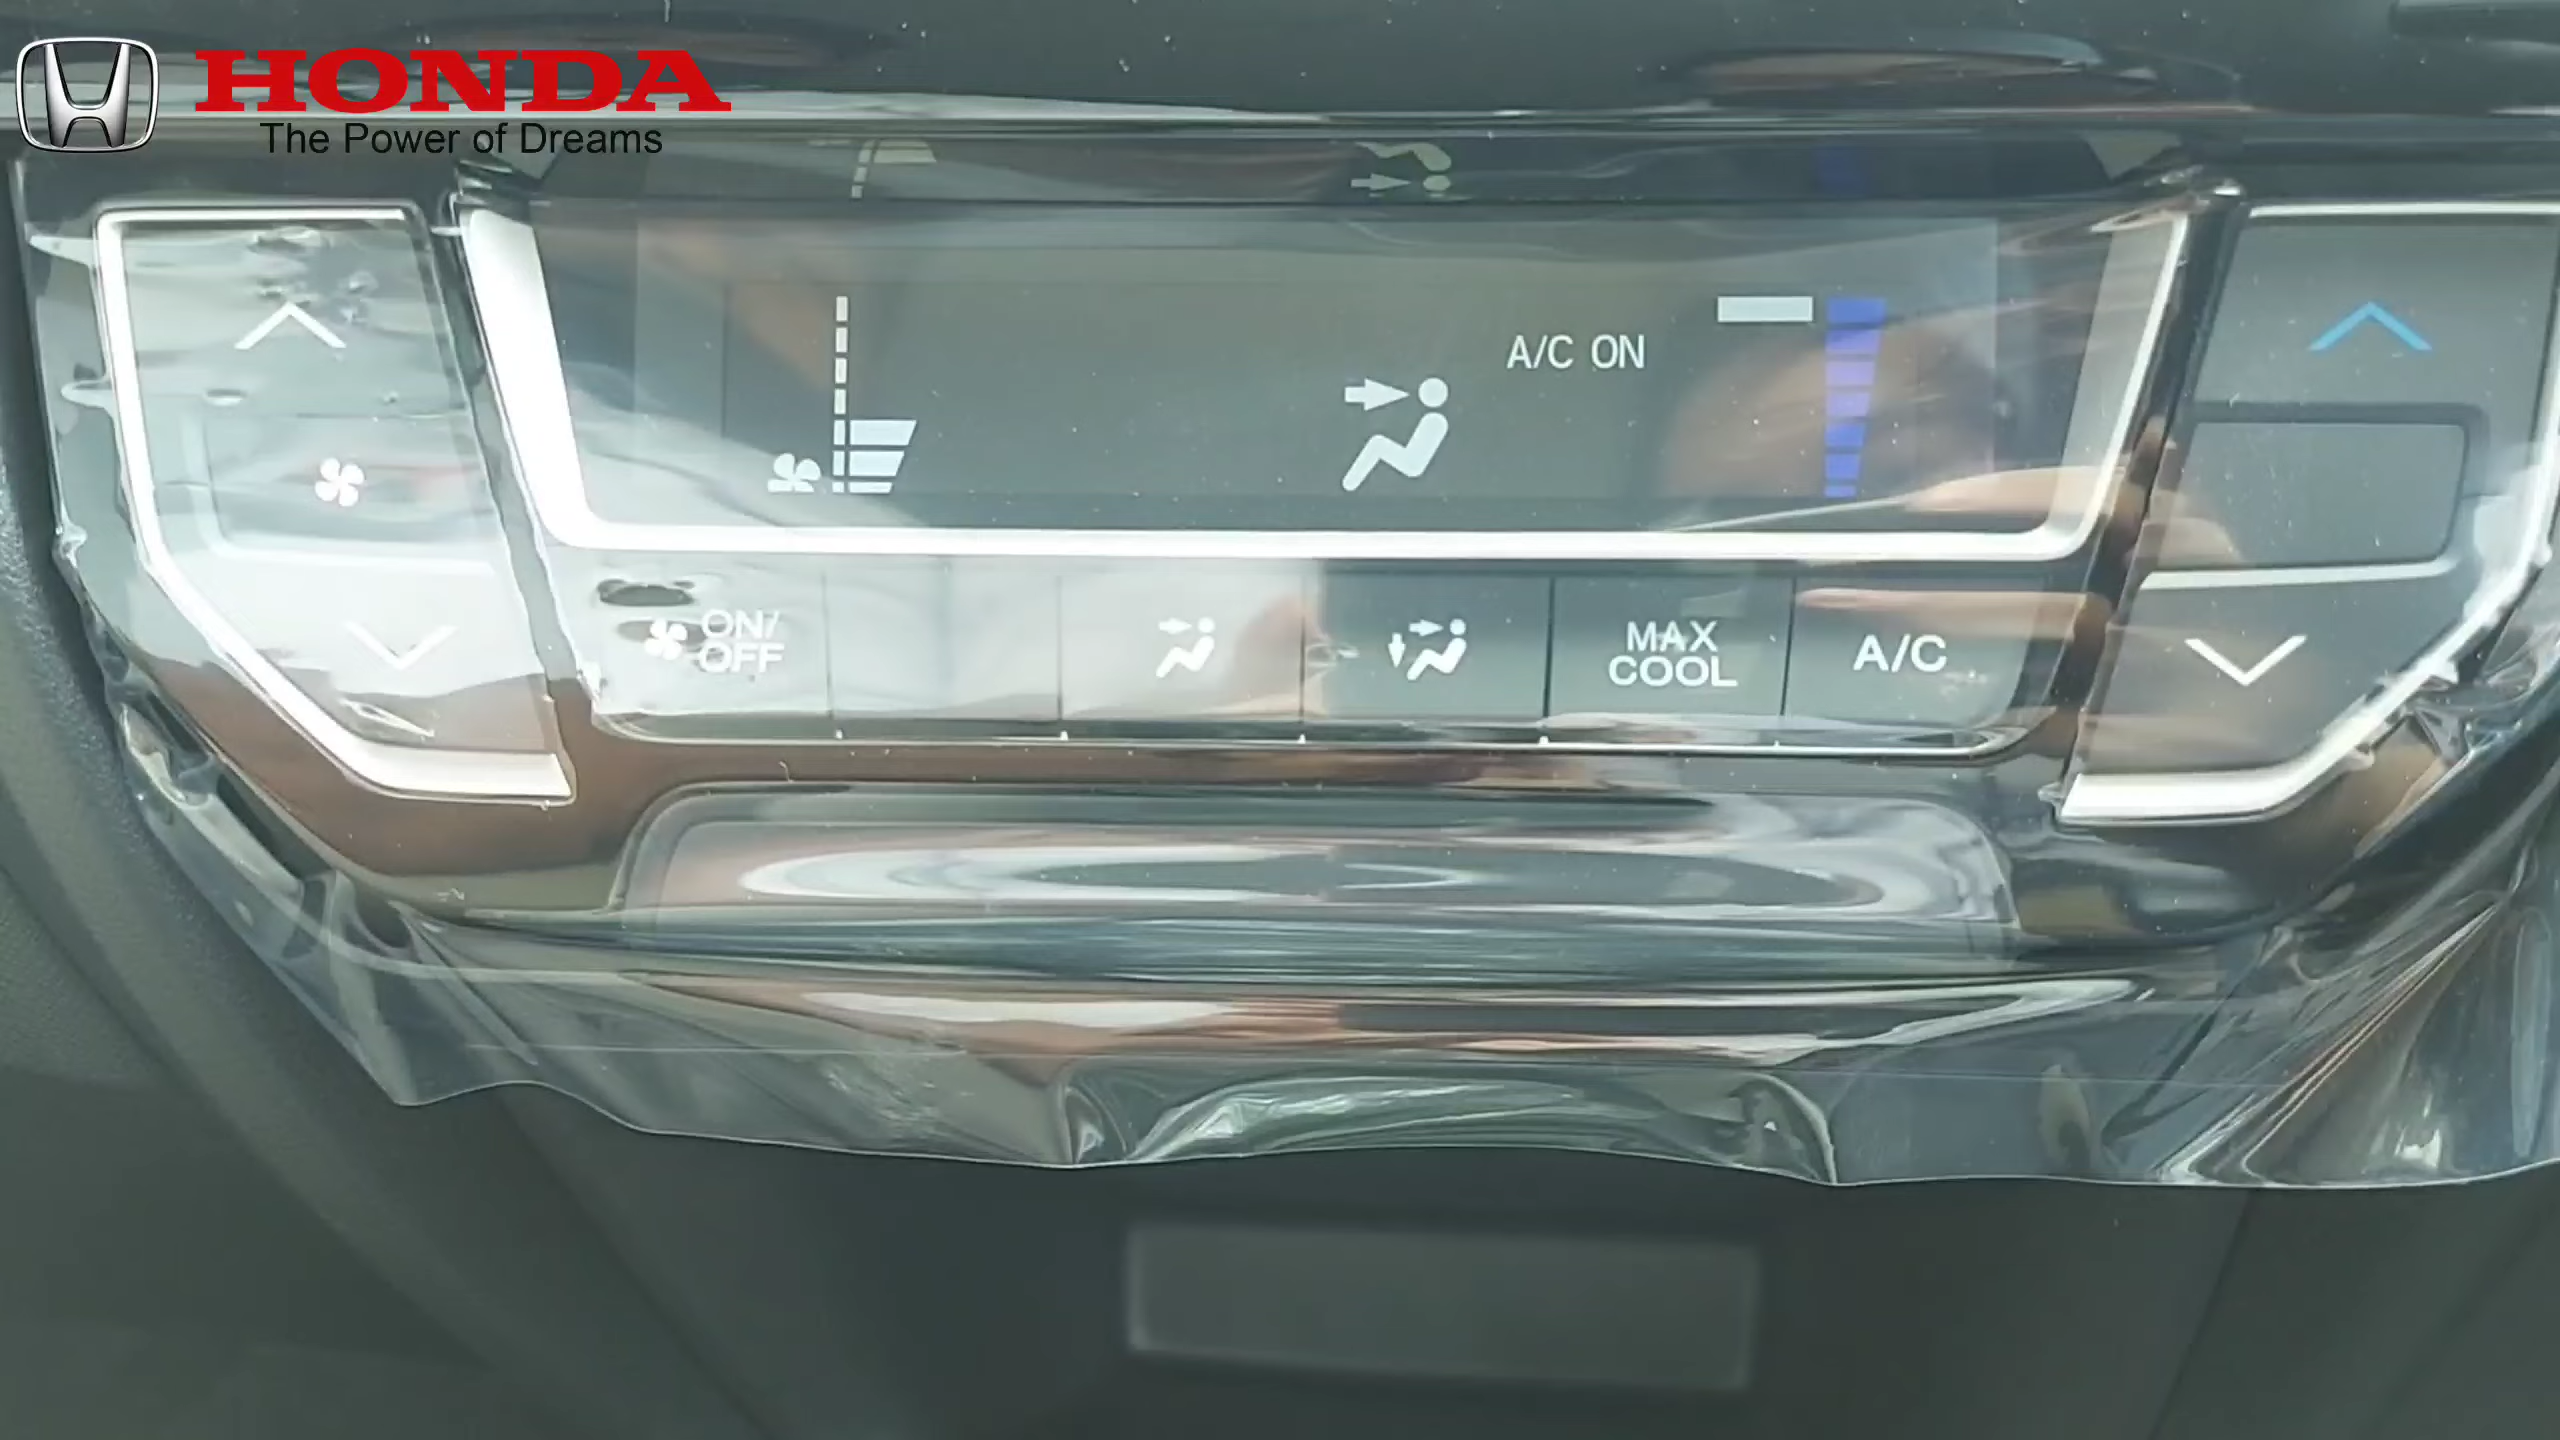 HONDA
The Power of Dreams
A/C ON
ON/
OFF
MAX
COOL
A/C